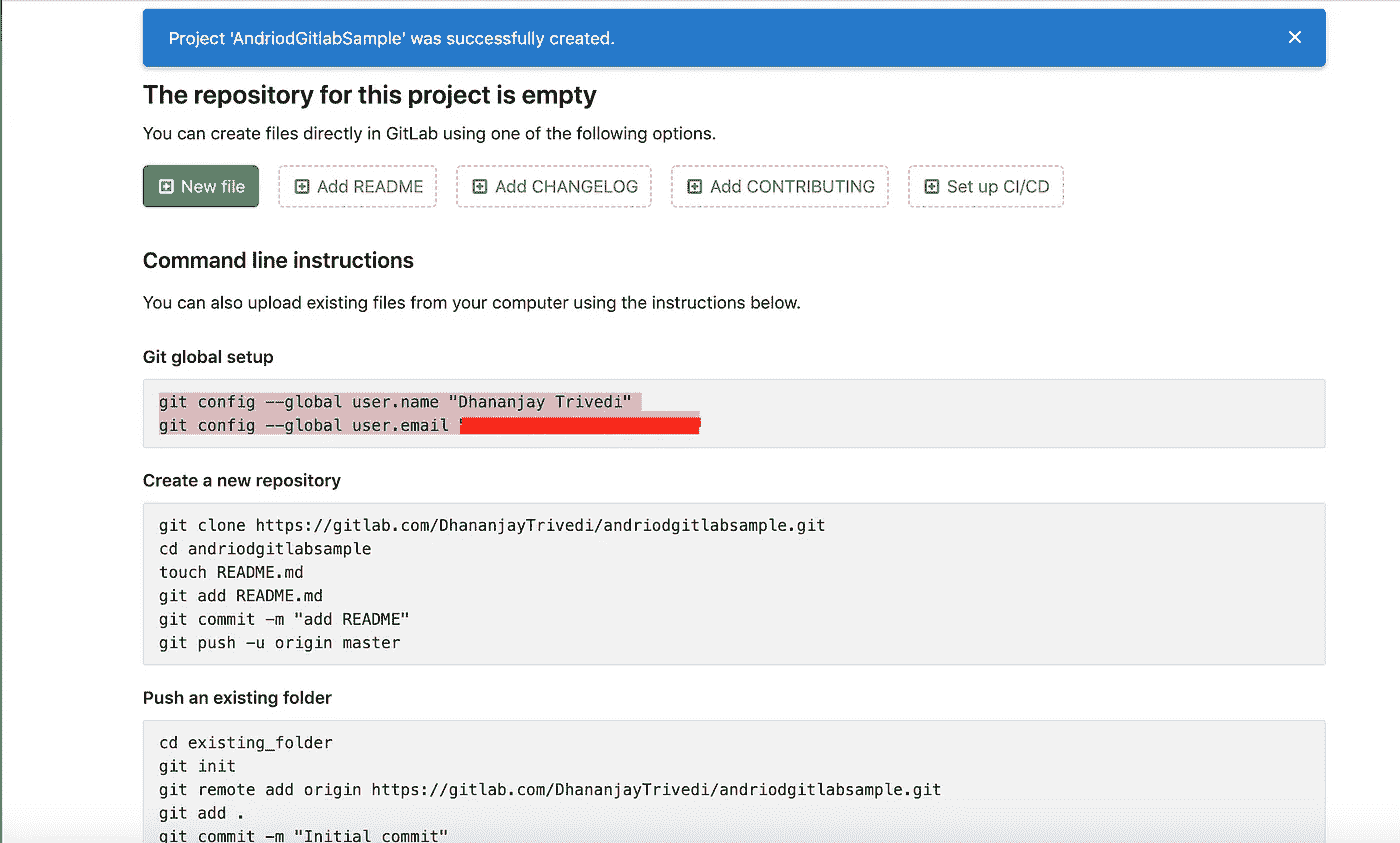 Project 'AndriodGitlabSample' was successfully created.
The repository for this project is empty
You can create files directly in GitLab using one of the following options.
New file Add README Add CHANGELOG Add CONTRIBUTING Set up CI/CD
Command line instructions
You can also upload existing files from your computer using the instructions below.
Git global setup
git config --global user.name "Dhananjay Trivedi"
git config --global user.email
Create a new repository
git clone https://gitlab.com/DhananjayTrivedi/andriodgitlabsample.git
cd andriodgitlabsample
touch README.md
git add README.md
git commit -m "add README"
git push -u origin master
Push an existing folder
cd existing_folder
git init
git remote add origin https://gitlab.com/DhananjayTrivedi/andriodgitlabsample.git
git add .
git commit -m "Initial commit"